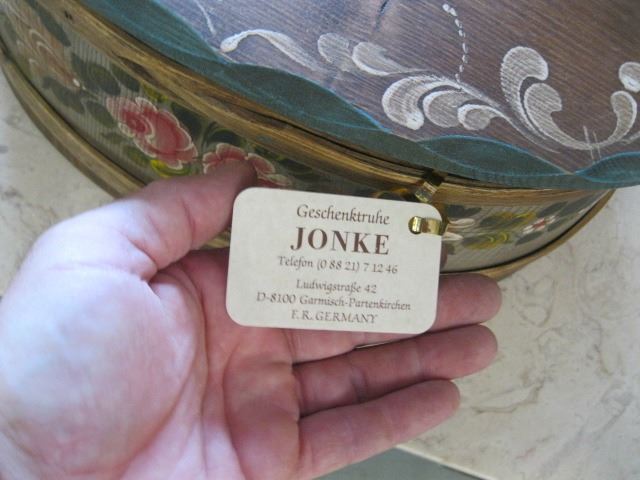 Geschenktruhe
JONKE
Telefon (0 88 21) 7 12 46
Ludwigstraße 42
D-8100 Garmisch-Partenkirchen
F. R. GERMANY